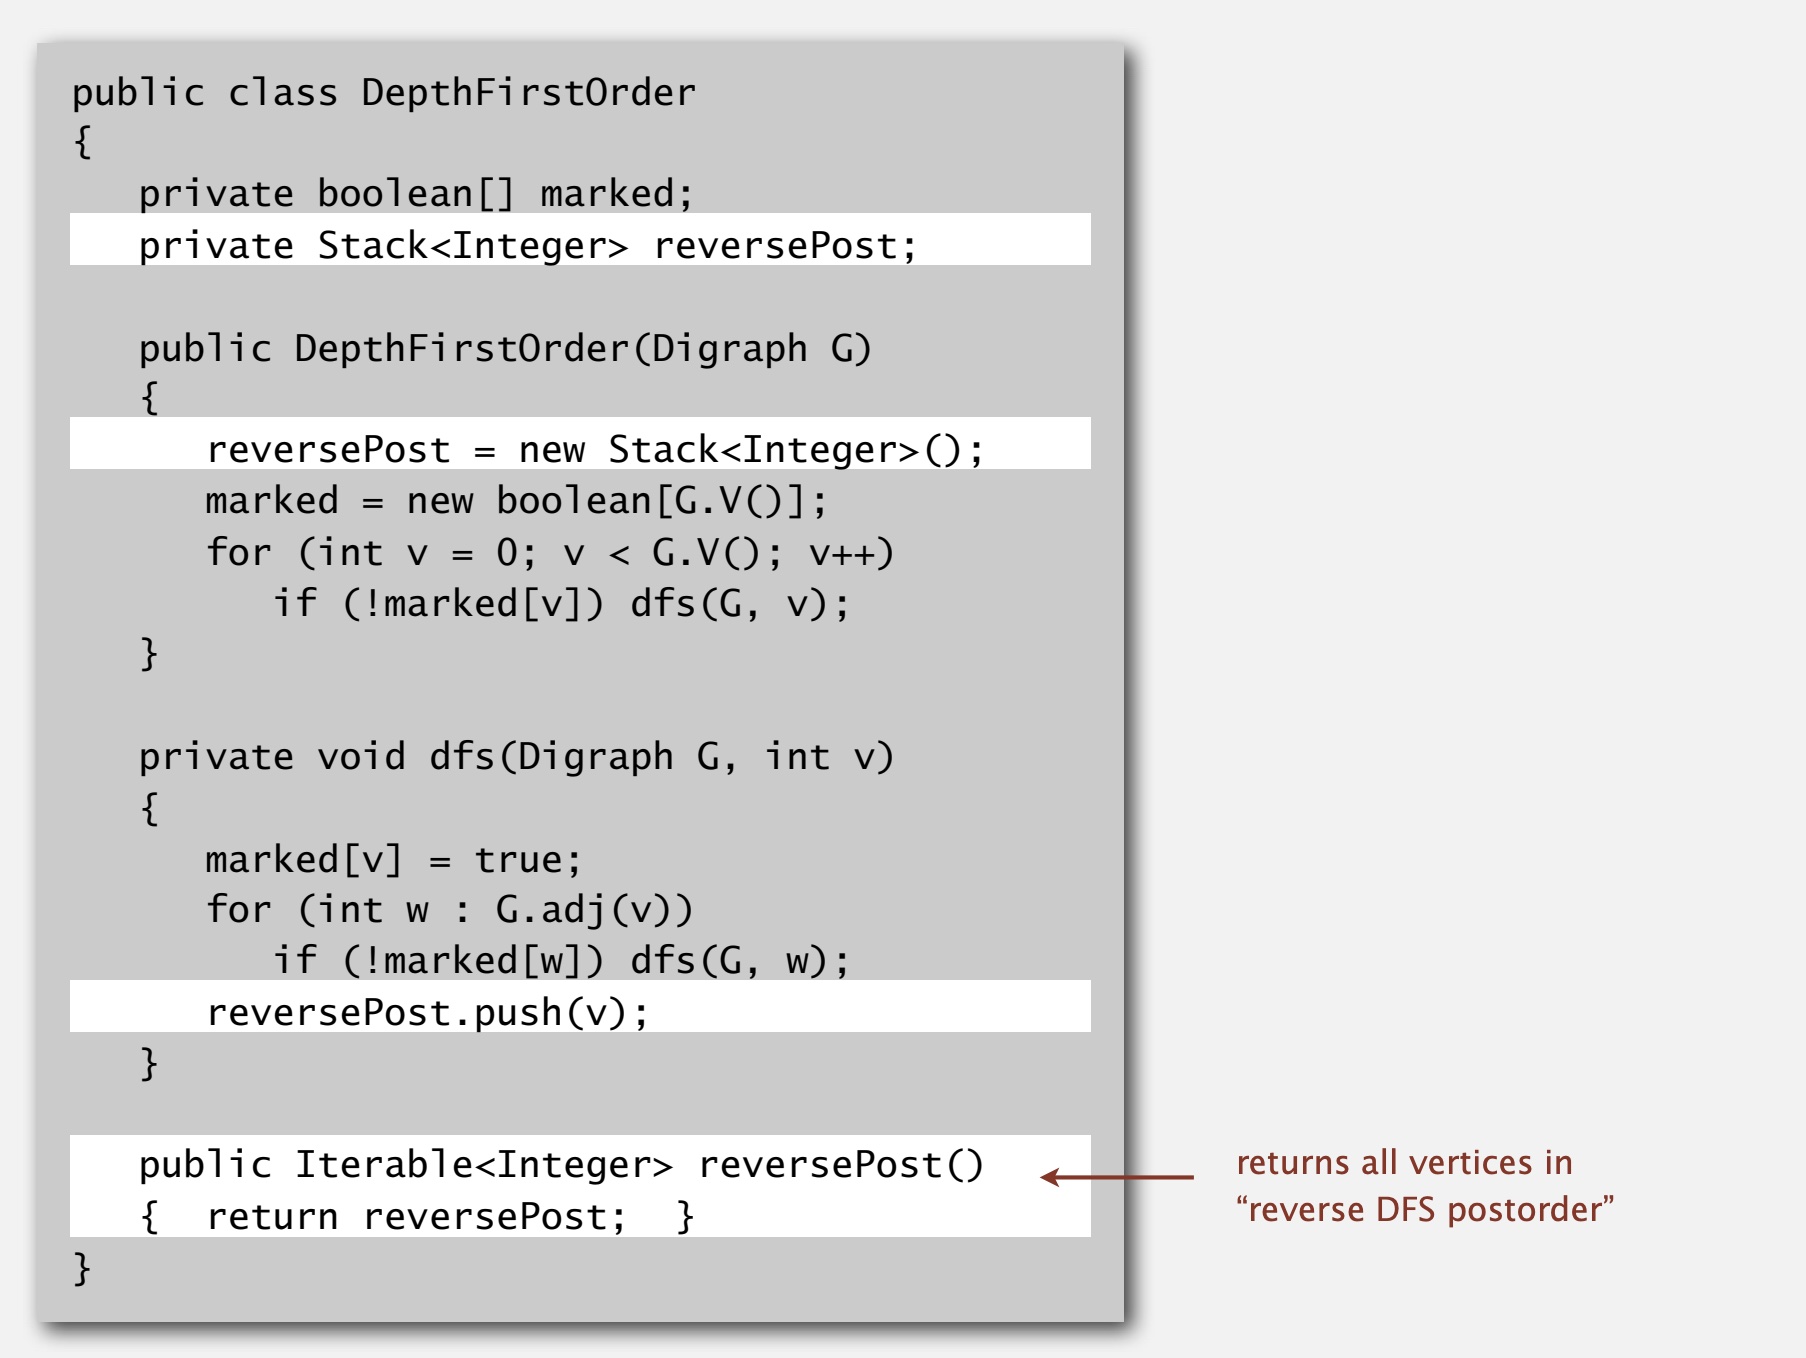 public class DepthFirstOrder
{
   private boolean[] marked;
   private Stack<Integer> reversePost;

   public DepthFirstOrder(Digraph G)
   {
      reversePost = new Stack<Integer>();
      marked = new boolean[G.V()];
      for (int v = 0; v < G.V(); v++)
         if (!marked[v]) dfs(G, v);
   }

   private void dfs(Digraph G, int v)
   {
      marked[v] = true;
      for (int w : G.adj(v))
         if (!marked[w]) dfs(G, w);
      reversePost.push(v);
   }

   public Iterable<Integer> reversePost()
   {  return reversePost;  }
}
returns all vertices in
“reverse DFS postorder”